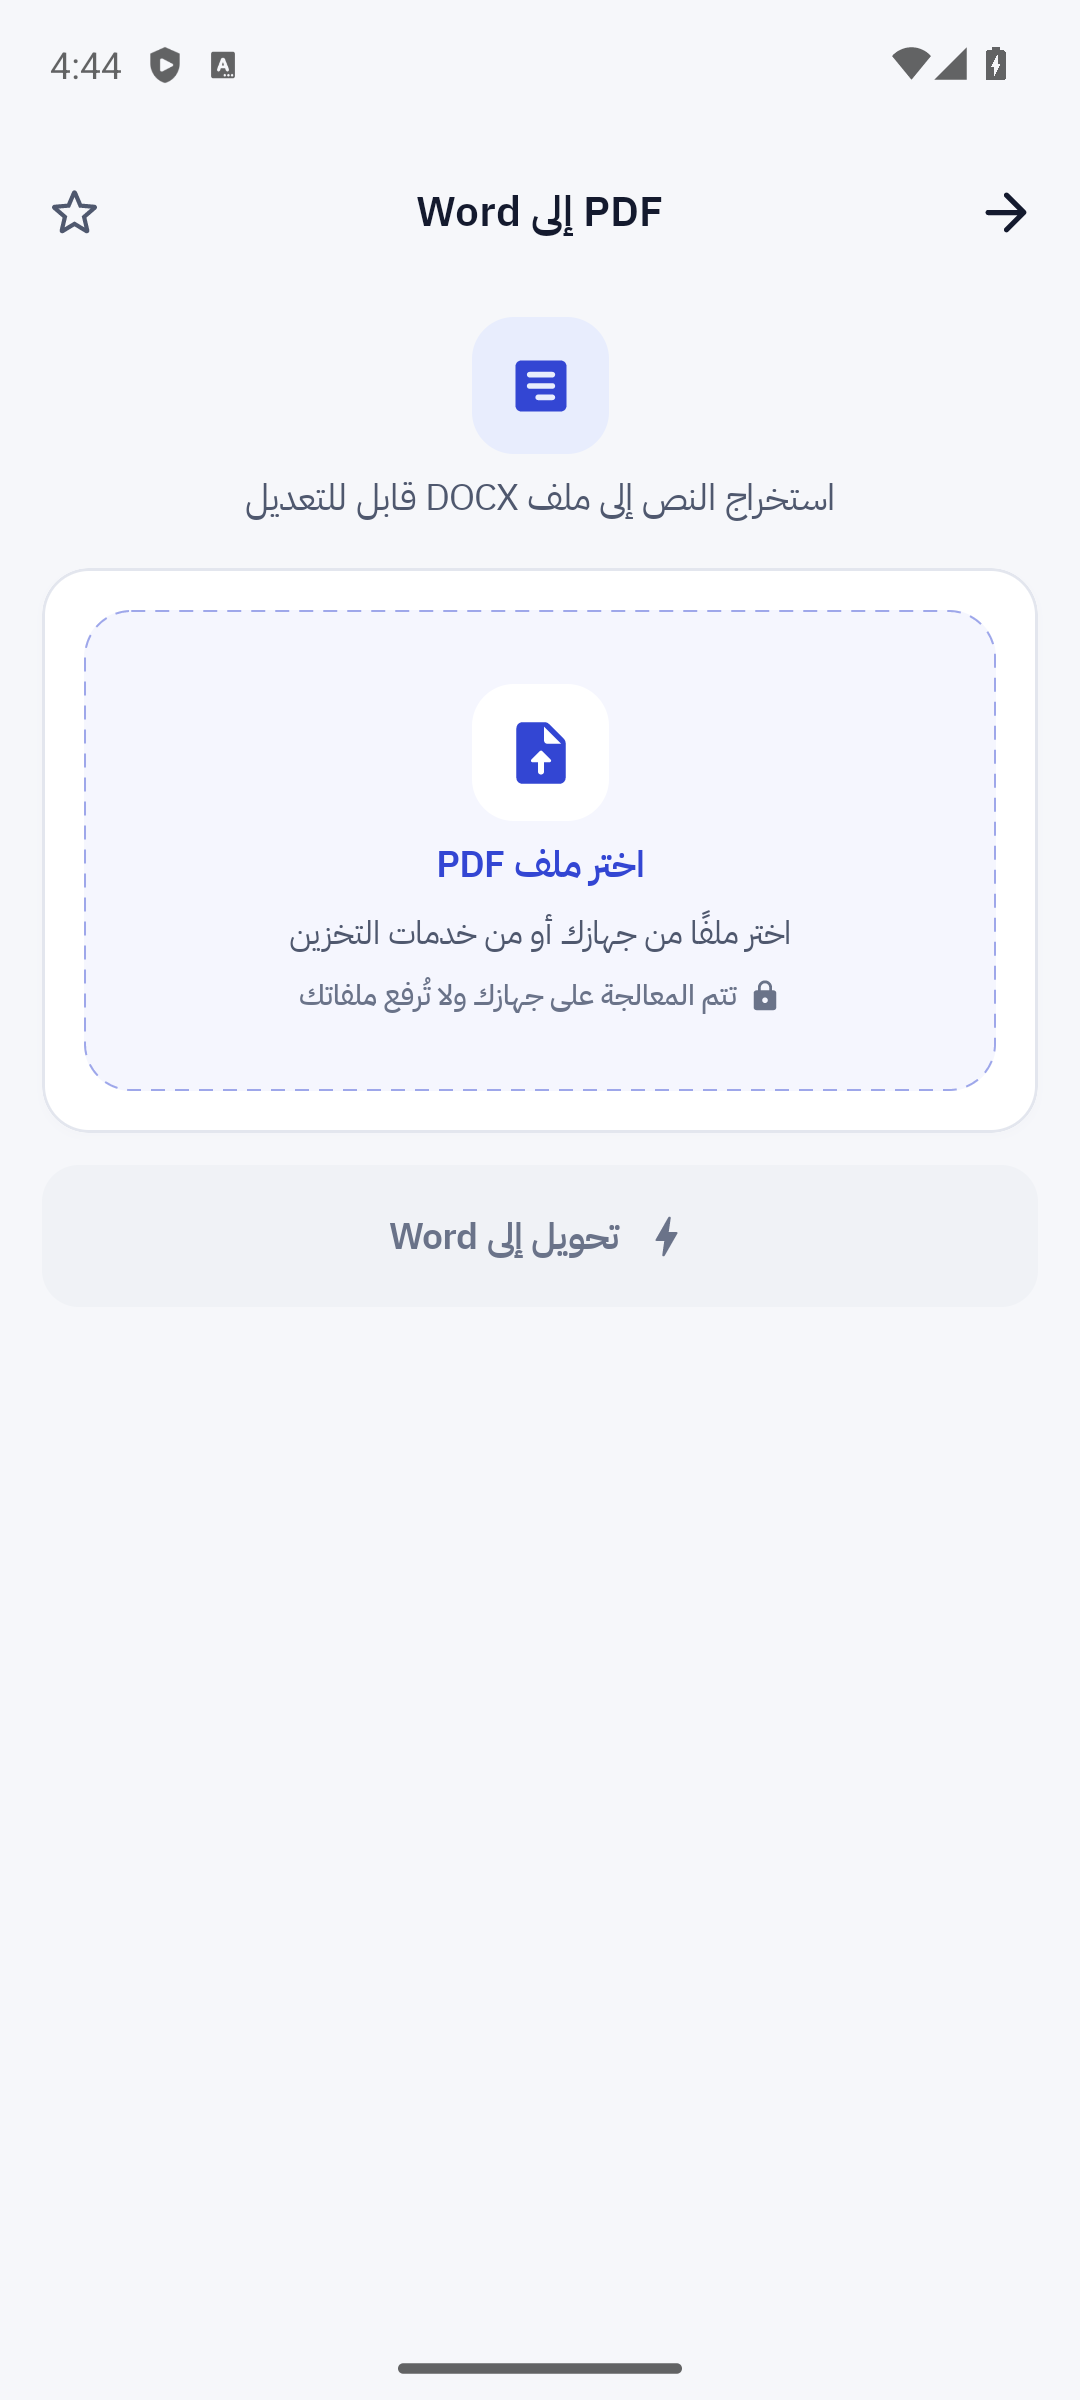 4:44
PDF إلى Word
استخراج النص إلى ملف DOCX قابل للتعديل
اختر ملف PDF
اختر ملفًا من جهازك أو من خدمات التخزين
تتم المعالجة على جهازك ولا تُرفع ملفاتك
تحويل إلى Word